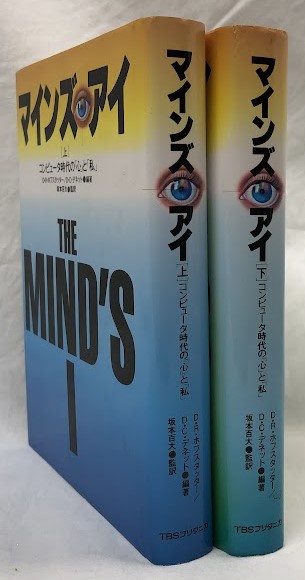 マインズ・アイ
[上]
コンピュータ時代の「心」と「私」
D・R・ホフスタッター/D・C・デネット●編著
坂本百大●監訳
THE
MIND'S
I
マインズ・アイ[上]コンピュータ時代の「心」と「私」
D・R・ホフスタッター/
D・C・デネット●編著
坂本百大●監訳
TBSブリタニカ
マインズ・アイ[下]コンピュータ時代の「心」と「私」
D・R・ホフスタッター/
D・C・デネット●編著
坂本百大●監訳
TBSブリタニカ